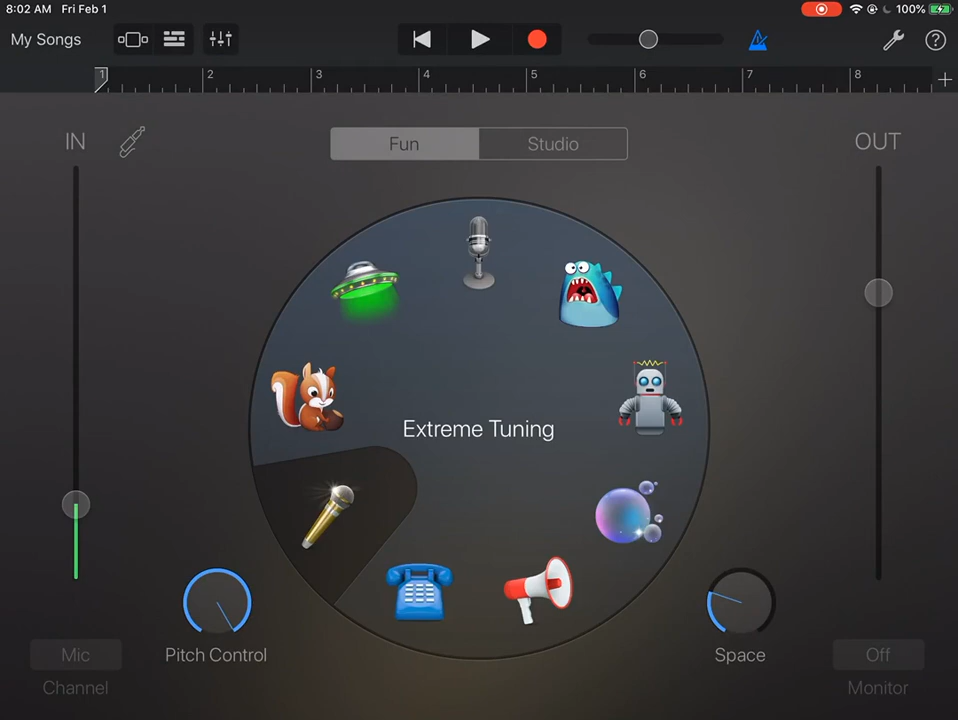 8:02 AM Fri Feb 1
100%
My Songs
1 2 3 4 5 6 7 8
IN
Fun
Studio
OUT
Extreme Tuning
Pitch Control
Space
Mic
Channel
Off
Monitor